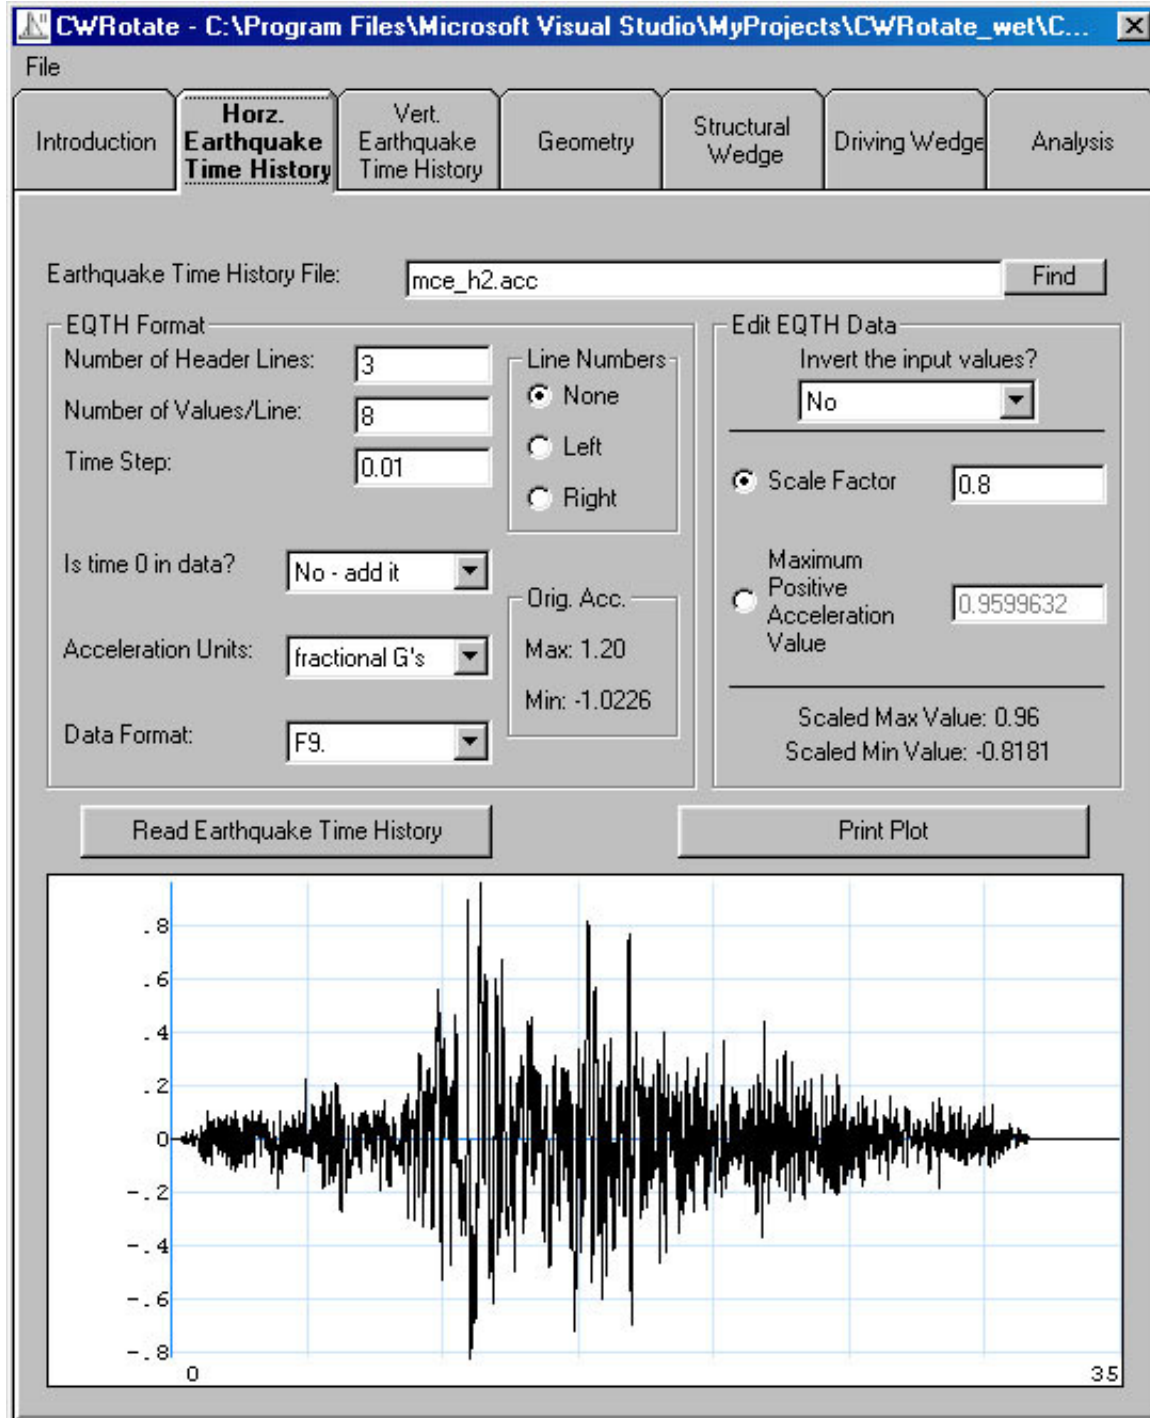 CWRotate - C:\Program Files\Microsoft Visual Studio\MyProjects\CWRotate_wet\C...
File
Introduction
Horz.
Earthquake
Time History
Vert.
Earthquake
Time History
Geometry
Structural
Wedge
Driving Wedge
Analysis
Earthquake Time History File: mce_h2.acc Find
EQTH Format
Number of Header Lines: 3
Number of Values/Line: 8
Time Step: 0.01
Line Numbers
None
Left
Right
Is time 0 in data? No - add it
Acceleration Units: fractional G's
Data Format: F9.
Orig. Acc.
Max: 1.20
Min: -1.0226
Edit EQTH Data
Invert the input values?
No
Scale Factor 0.8
Maximum
Positive
Acceleration
Value
0.9599632
Scaled Max Value: 0.96
Scaled Min Value: -0.8181
Read Earthquake Time History
Print Plot
.8
.6
.4
.2
0
-.2
-.4
-.6
-.8
0 35